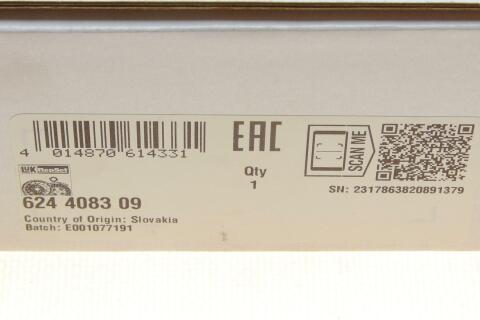 4 014870 614331
EAC
Qty
1
SCAN ME
SN: 2317863820891379
LuK RepSet
624 4083 09
Country of Origin: Slovakia
Batch: E001077191